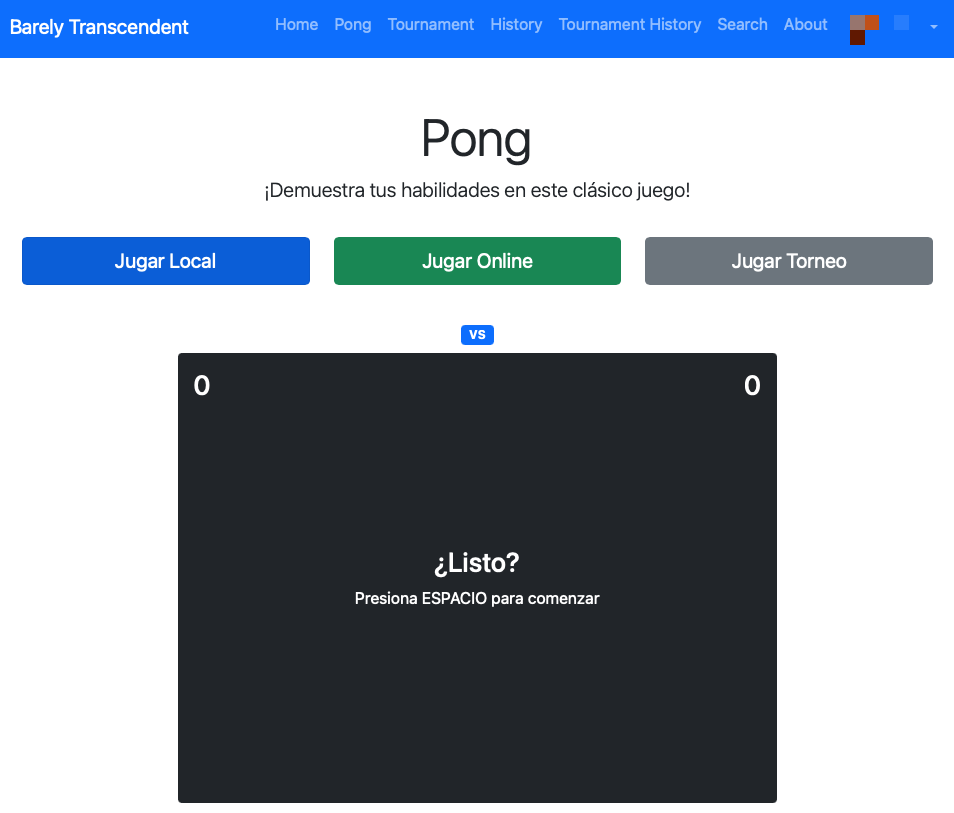 Barely Transcendent Home Pong Tournament History Tournament History Search About
Pong
¡Demuestra tus habilidades en este clásico juego!
Jugar Local Jugar Online Jugar Torneo
VS
0 0
¿Listo?
Presiona ESPACIO para comenzar